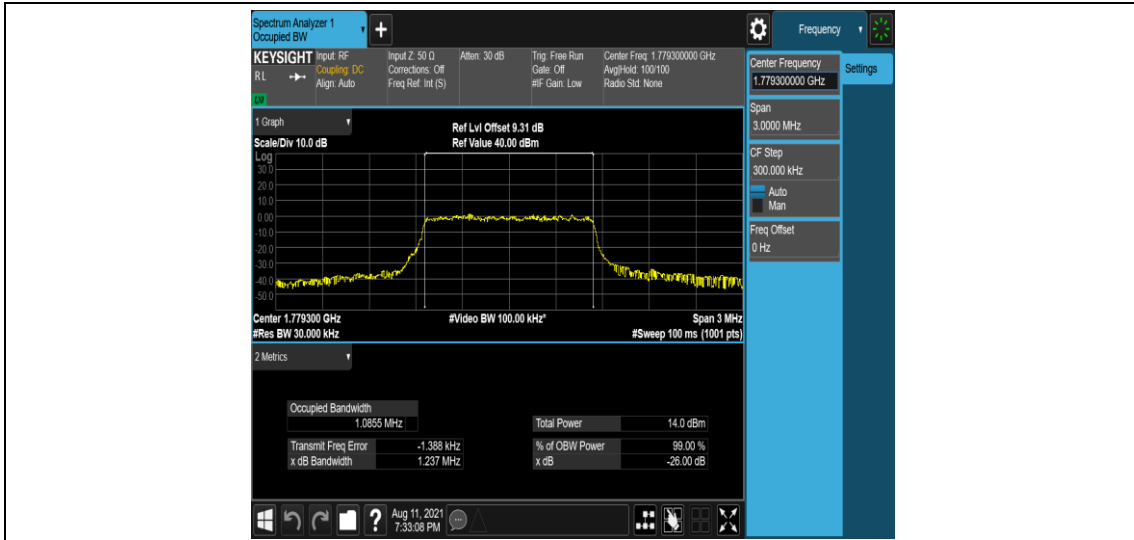 Spectrum Analyzer 1
Occupied BW
Frequency
KEYSIGHT
Input: RF
Coupling: DC
Align: Auto
Input Z: 50 Ω
Corrections: Off
Freq Ref: Int (S)
Atten: 30 dB
Trig: Free Run
Gate: Off
#IF Gain: Low
Center Freq: 1.779300000 GHz
Avg|Hold: 100/100
Radio Std: None
RL
Center Frequency
1.779300000 GHz
Settings
Span
3.0000 MHz
CF Step
300.000 kHz
Auto
Man
Freq Offset
0 Hz
1 Graph
Scale/Div 10.0 dB
Ref Lvl Offset 9.31 dB
Ref Value 40.00 dBm
Log
30.0
20.0
10.0
0.00
-10.0
-20.0
-30.0
-40.0
-50.0
Center 1.779300 GHz
#Video BW 100.00 kHz*
Span 3 MHz
#Res BW 30.000 kHz
#Sweep 100 ms (1001 pts)
2 Metrics
Occupied Bandwidth
1.0855 MHz
Total Power 14.0 dBm
Transmit Freq Error -1.388 kHz
% of OBW Power 99.00 %
x dB Bandwidth 1.237 MHz
x dB -26.00 dB
?
Aug 11, 2021
7:33:08 PM